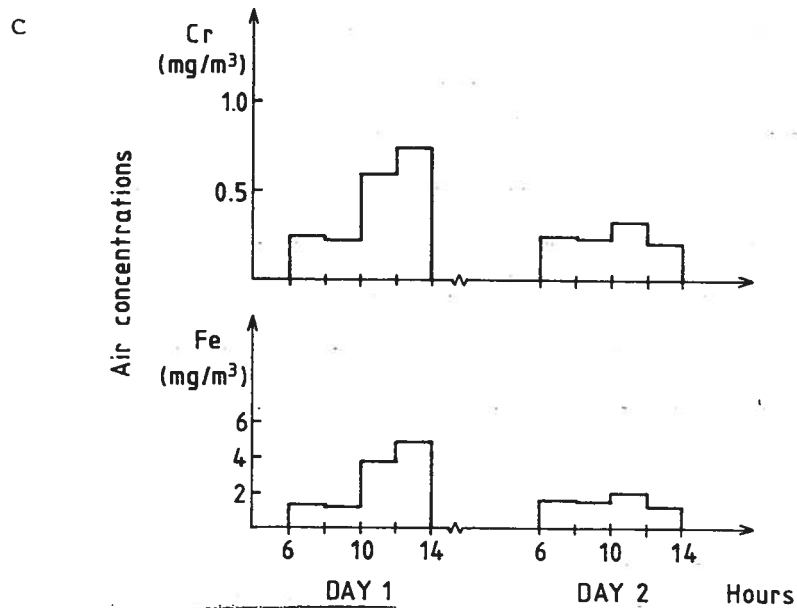 C
Cr
(mg/m³)
1.0
0.5
Air concentrations
Fe
(mg/m³)
6
4
2
6 10 14 6 10 14
DAY 1 DAY 2 Hours